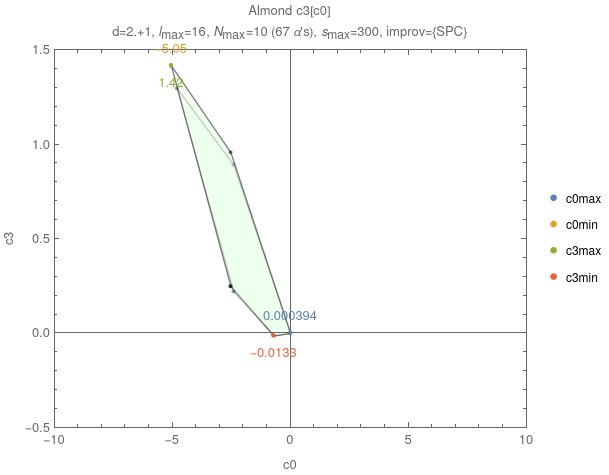 Almond c3[c0]
d=2.+1, lmax=16, Nmax=10 (67 α's), smax=300, improv={SPC}
1.5
-5.05
1.42
1.0
c3
0.5
c0max
c0min
c3max
c3min
0.000394
0.0
-0.0133
-0.5
-10
-5
0
5
10
c0